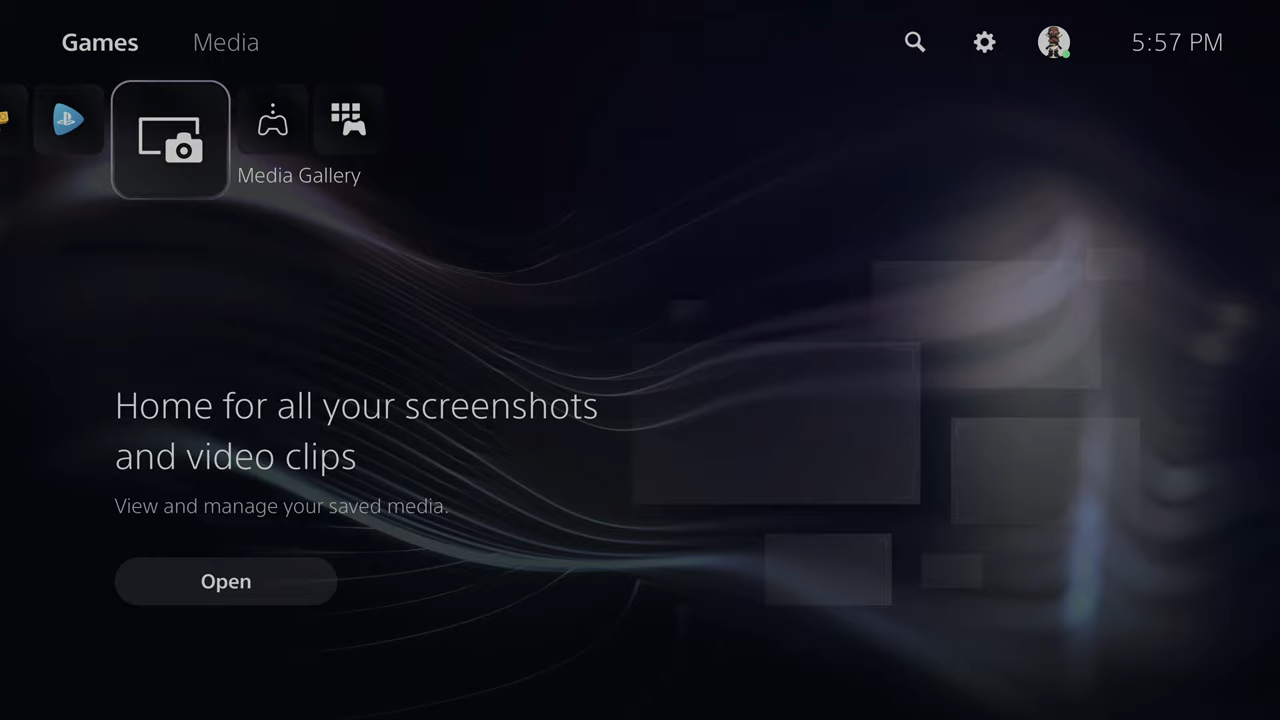 Games
Media
5:57 PM
Media Gallery
Home for all your screenshots
and video clips
View and manage your saved media.
Open